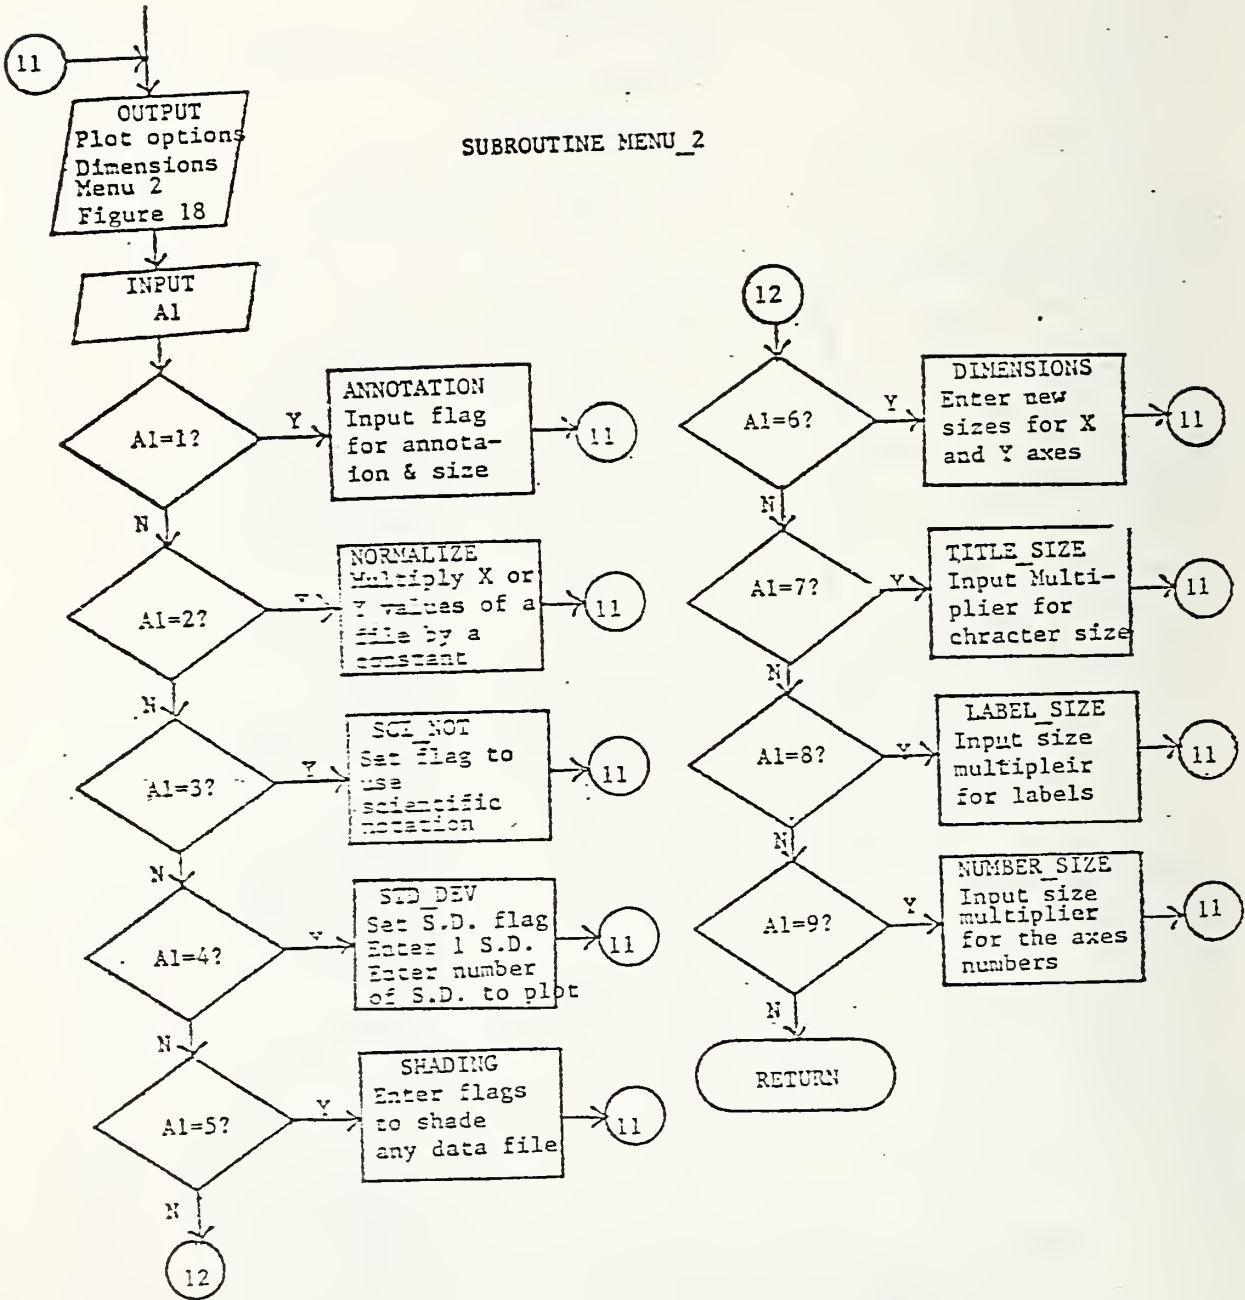 11
OUTPUT
Plot options
Dimensions
Menu 2
Figure 18
SUBROUTINE MENU_2
INPUT
A1
A1=1?
Y
ANNOTATION
Input flag
for annota-
ion & size
11
N
A1=2?
Y
NORMALIZE
Multiply X or
Y values of a
file by a
constant
11
N
A1=3?
Y
SCI_NOT
Set flag to
use
scientific
notation
11
N
A1=4?
Y
STD_DEV
Set S.D. flag
Enter 1 S.D.
Enter number
of S.D. to plot
11
N
A1=5?
Y
SHADING
Enter flags
to shade
any data file
11
N
12
12
A1=6?
Y
DIMENSIONS
Enter new
sizes for X
and Y axes
11
N
A1=7?
Y
TITLE_SIZE
Input Multi-
plier for
chracter size
11
N
A1=8?
Y
LABEL_SIZE
Input size
multipleir
for labels
11
N
A1=9?
Y
NUMBER_SIZE
Input size
multiplier
for the axes
numbers
11
N
RETURN